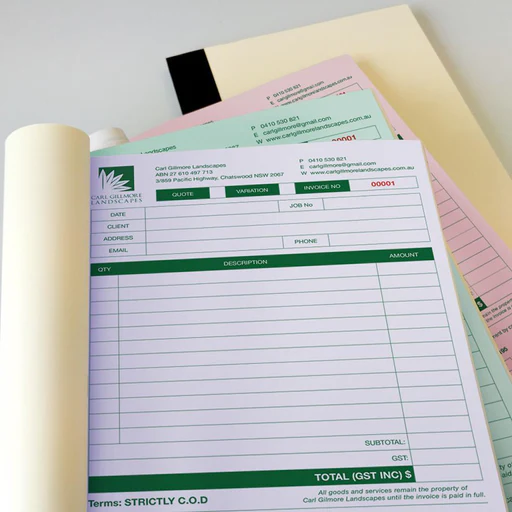 P 0410 530 821
E carlgilmore@gmail.com
W www.carlgilmorelandscapes.com.au
P 0410 530 821
E carlgilmore@gmail.com
W www.carlgilmorelandscapes.com.au
00001
CARL GILMORE
LANDSCAPES
Carl Gilmore Landscapes
ABN 27 610 487 713
3/869 Pacific Highway, Chatswood NSW 2067
P 0410 530 821
E carlgilmore@gmail.com
W www.carlgilmorelandscapes.com.au
QUOTE VARIATION INVOICE NO 00001
DATE JOB No
CLIENT
ADDRESS
EMAIL PHONE
QTY DESCRIPTION AMOUNT
SUBTOTAL:
GST:
TOTAL (GST INC) $
Terms: STRICTLY C.O.D
All goods and services remain the property of
Carl Gilmore Landscapes until the invoice is paid in full.